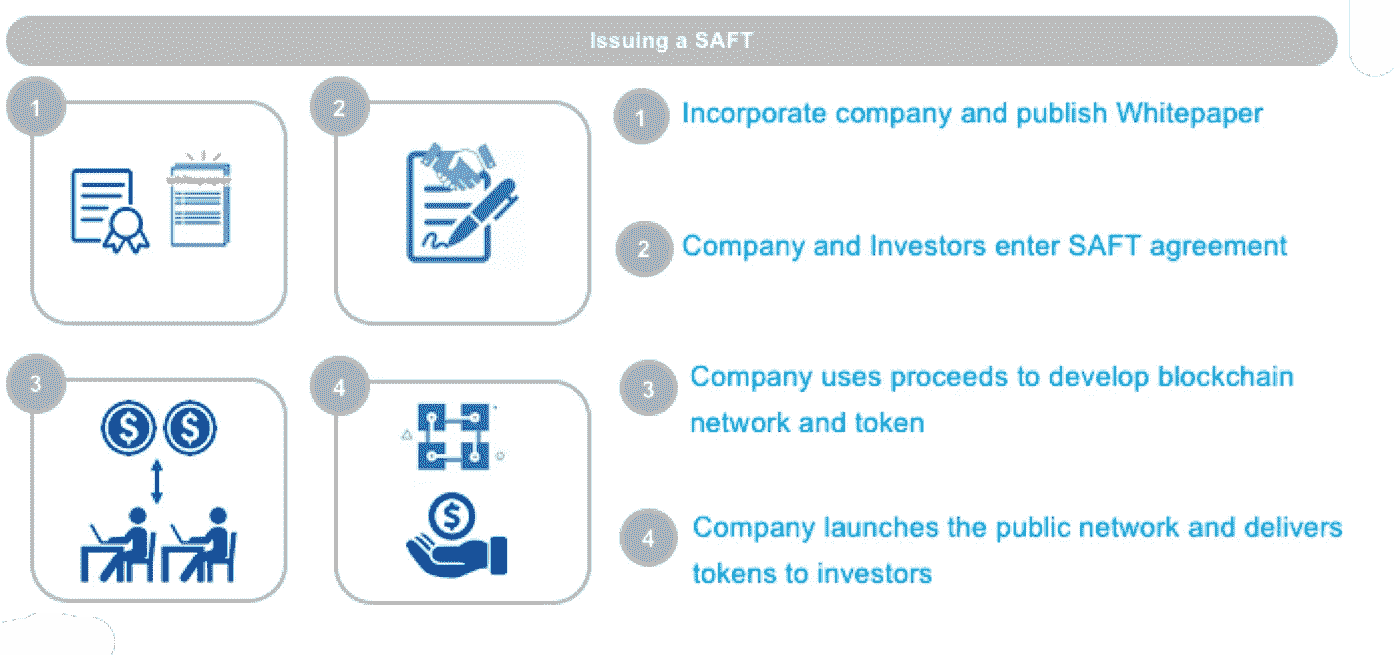 Issuing a SAFT
1
2
1 Incorporate company and publish Whitepaper
2 Company and Investors enter SAFT agreement
3
4
3 Company uses proceeds to develop blockchain
network and token
4 Company launches the public network and delivers
tokens to investors